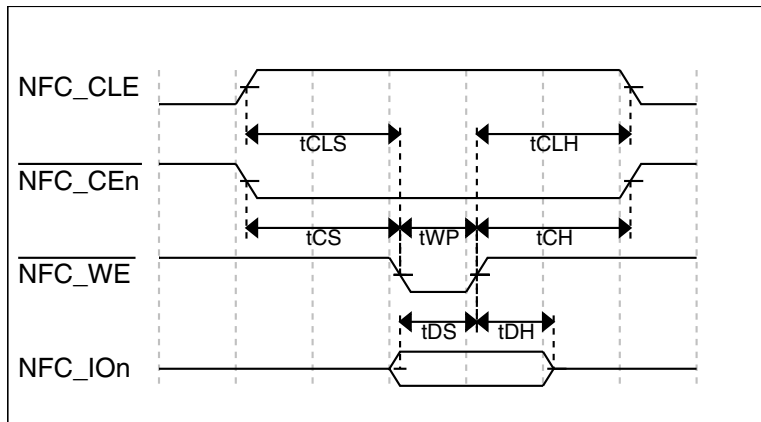 NFC_CLE
tCLS tCLH
NFC_CEn
tCS tWP tCH
NFC_WE
tDS tDH
NFC_IOn